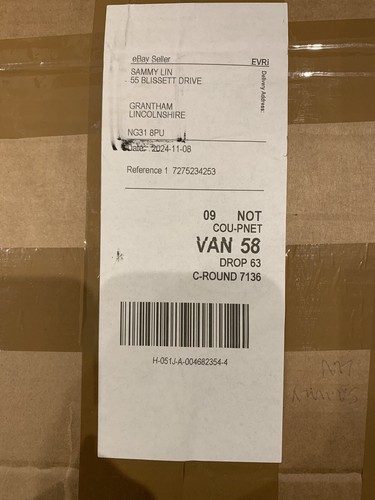 eBay Seller EVRi
SAMMY LIN
55 BLISSETT DRIVE
Delivery Address:
GRANTHAM
LINCOLNSHIRE
NG31 8PU
Date: 2024-11-08
Reference 1 7275234253
09 NOT
COU-PNET
VAN 58
DROP 63
C-ROUND 7136
H-051J-A-004682354-4